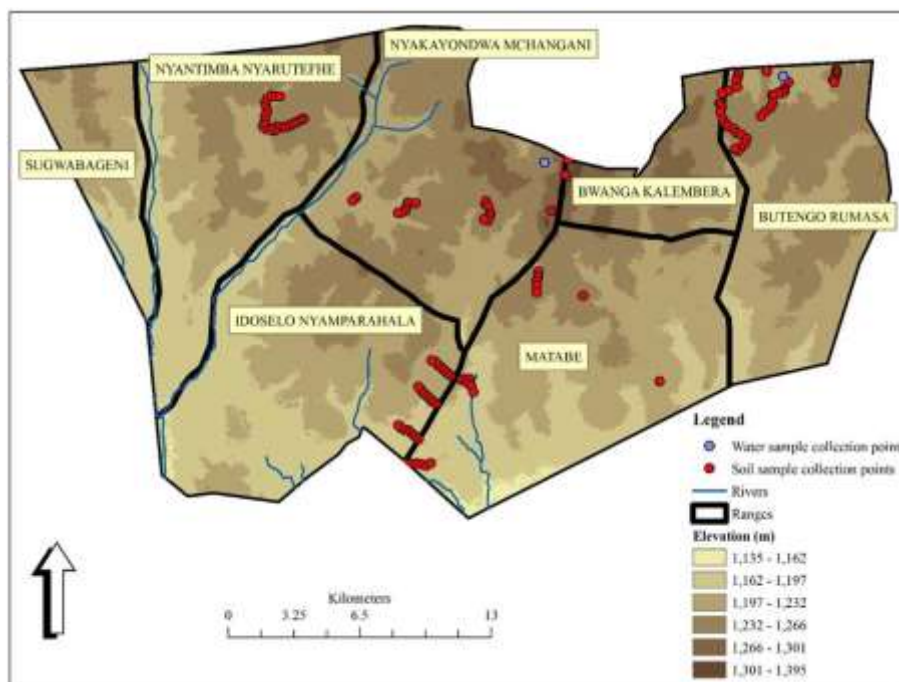 NYAKAYONDWA MCHANGANI
NYANTIMBA NYARUTEFHE
SUGWABAGENI
BWANGA KALEMBERA
BUTENGO RUMASA
IDOSELO NYAMPARAHALA
MATABE
Legend
Water sample collection point
Soil sample collection points
Rivers
Ranges
Elevation (m)
1,135 - 1,162
1,162 - 1,197
1,197 - 1,232
1,232 - 1,266
1,266 - 1,301
1,301 - 1,395
Kilometers
0 3.25 6.5 13